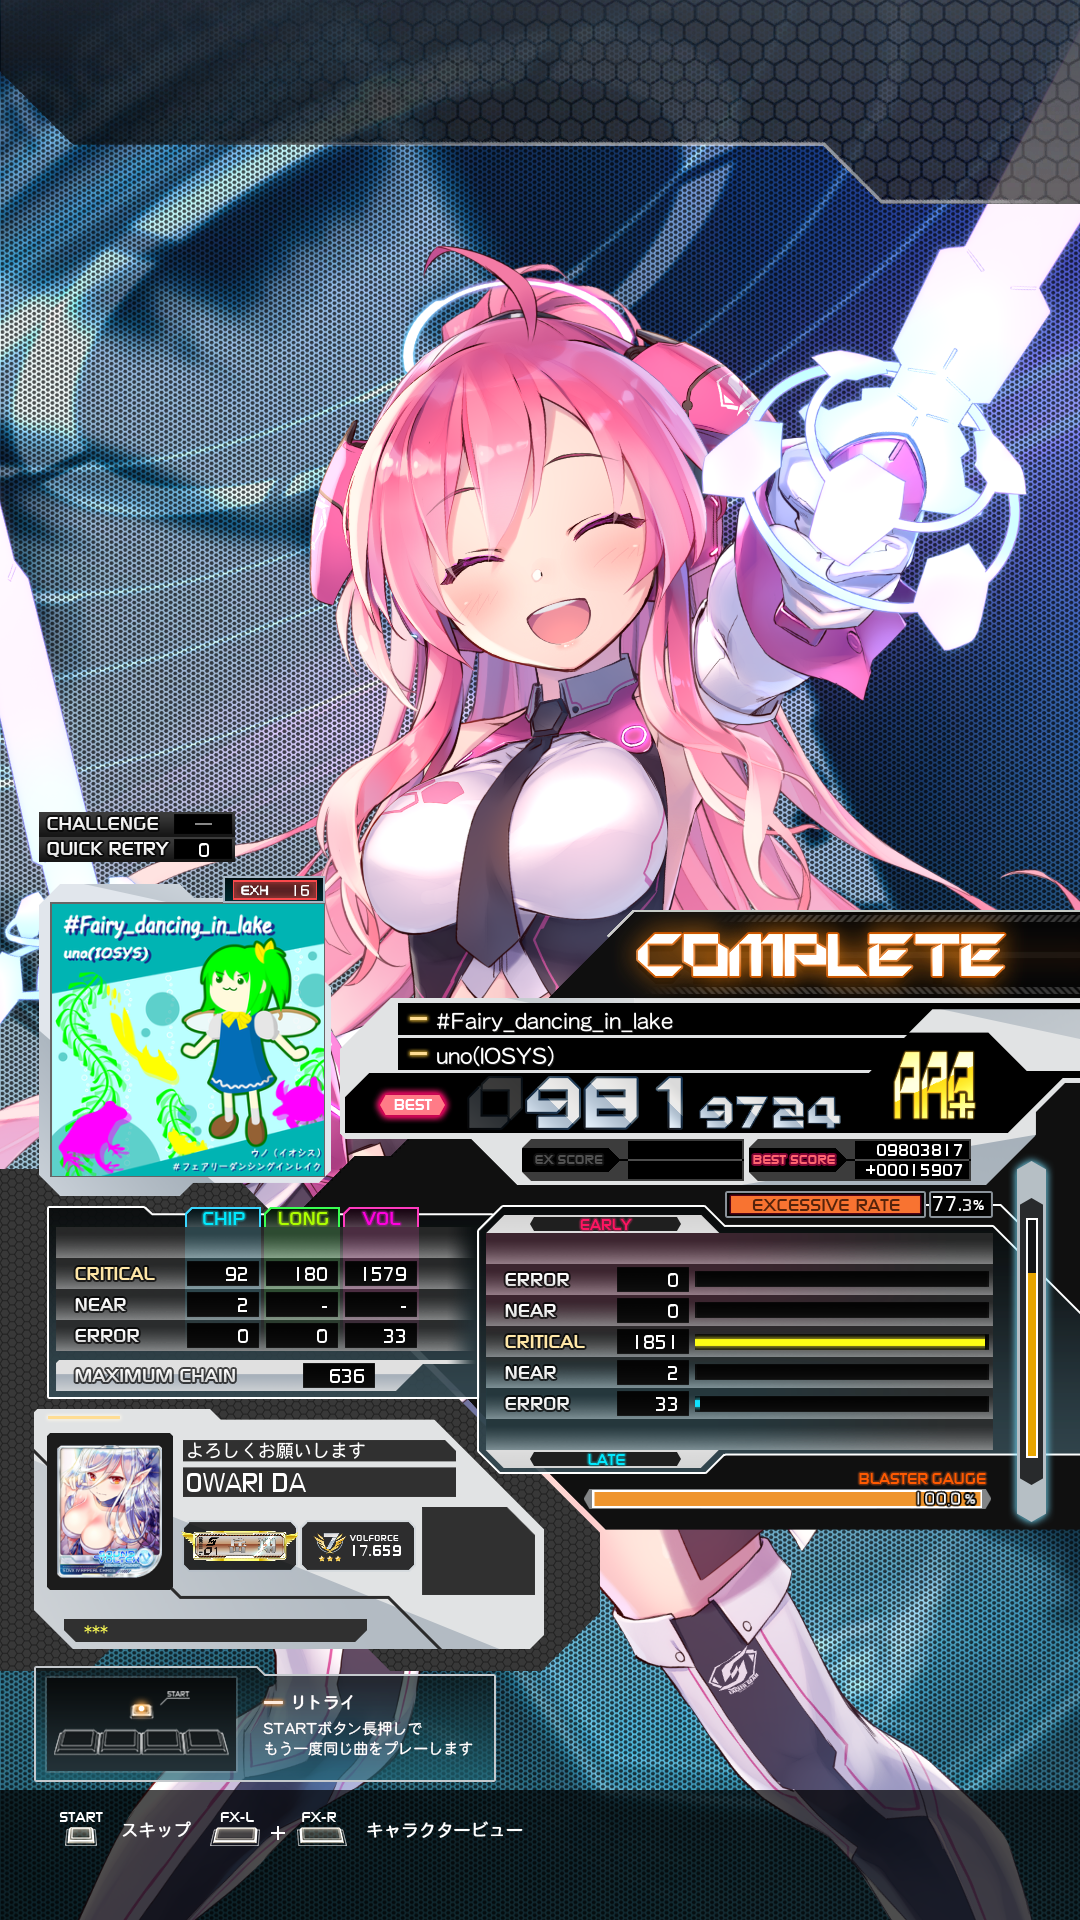 CHALLENGE —
QUICK RETRY 0
EXH 16
#Fairy_dancing_in_lake
uno(IOSYS)
ウノ(イオシス)
#フェアリーダンシングインレイク
COMPLETE
#Fairy_dancing_in_lake
uno(IOSYS)
BEST 09819724 AAA+
EX SCORE
BEST SCORE 09803817
+00015907
EXCESSIVE RATE 77.3%
CHIP LONG VOL
CRITICAL 92 180 1579
NEAR 2 - -
ERROR 0 0 33
MAXIMUM CHAIN 636
EARLY
ERROR 0
NEAR 0
CRITICAL 1851
NEAR 2
ERROR 33
LATE
BLASTER GAUGE
100.0%
よろしくお願いします
OWARI DA
VOLFORCE
17.659
***
START
リトライ
STARTボタン長押しで
もう一度同じ曲をプレーします
START スキップ FX-L + FX-R キャラクタービュー